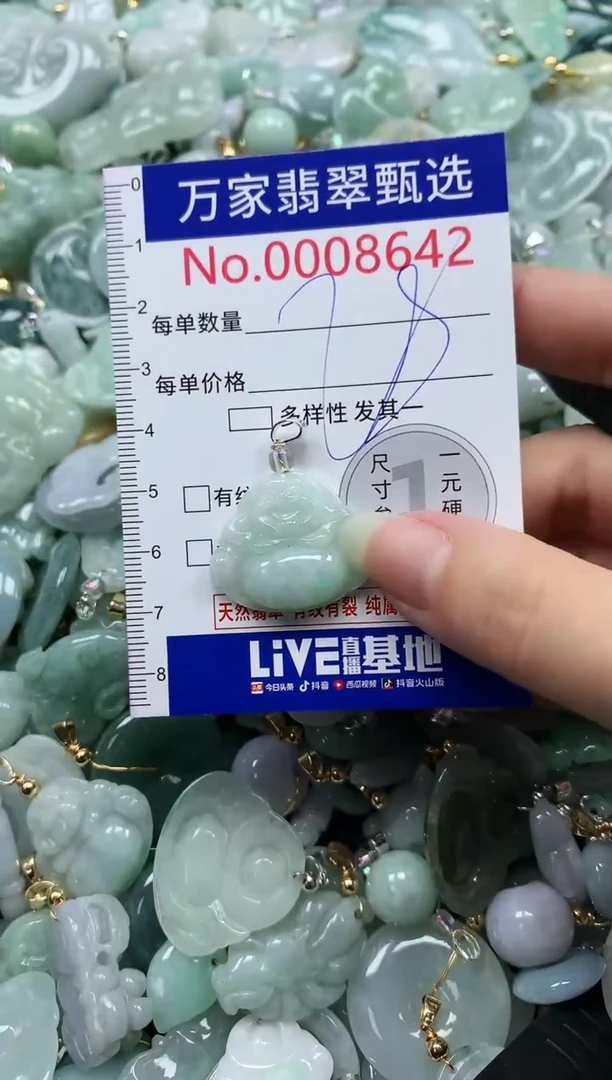 万家翡翠甄选
No.0008642
0
1
2
3
4
5
6
7
8
每单数量
每单价格
28
多样性 发其一
有纹
尺寸
1
一元硬
天然翡翠 有纹有裂 纯属
LiVE直播基地
今日头条 抖音 西瓜视频 抖音火山版